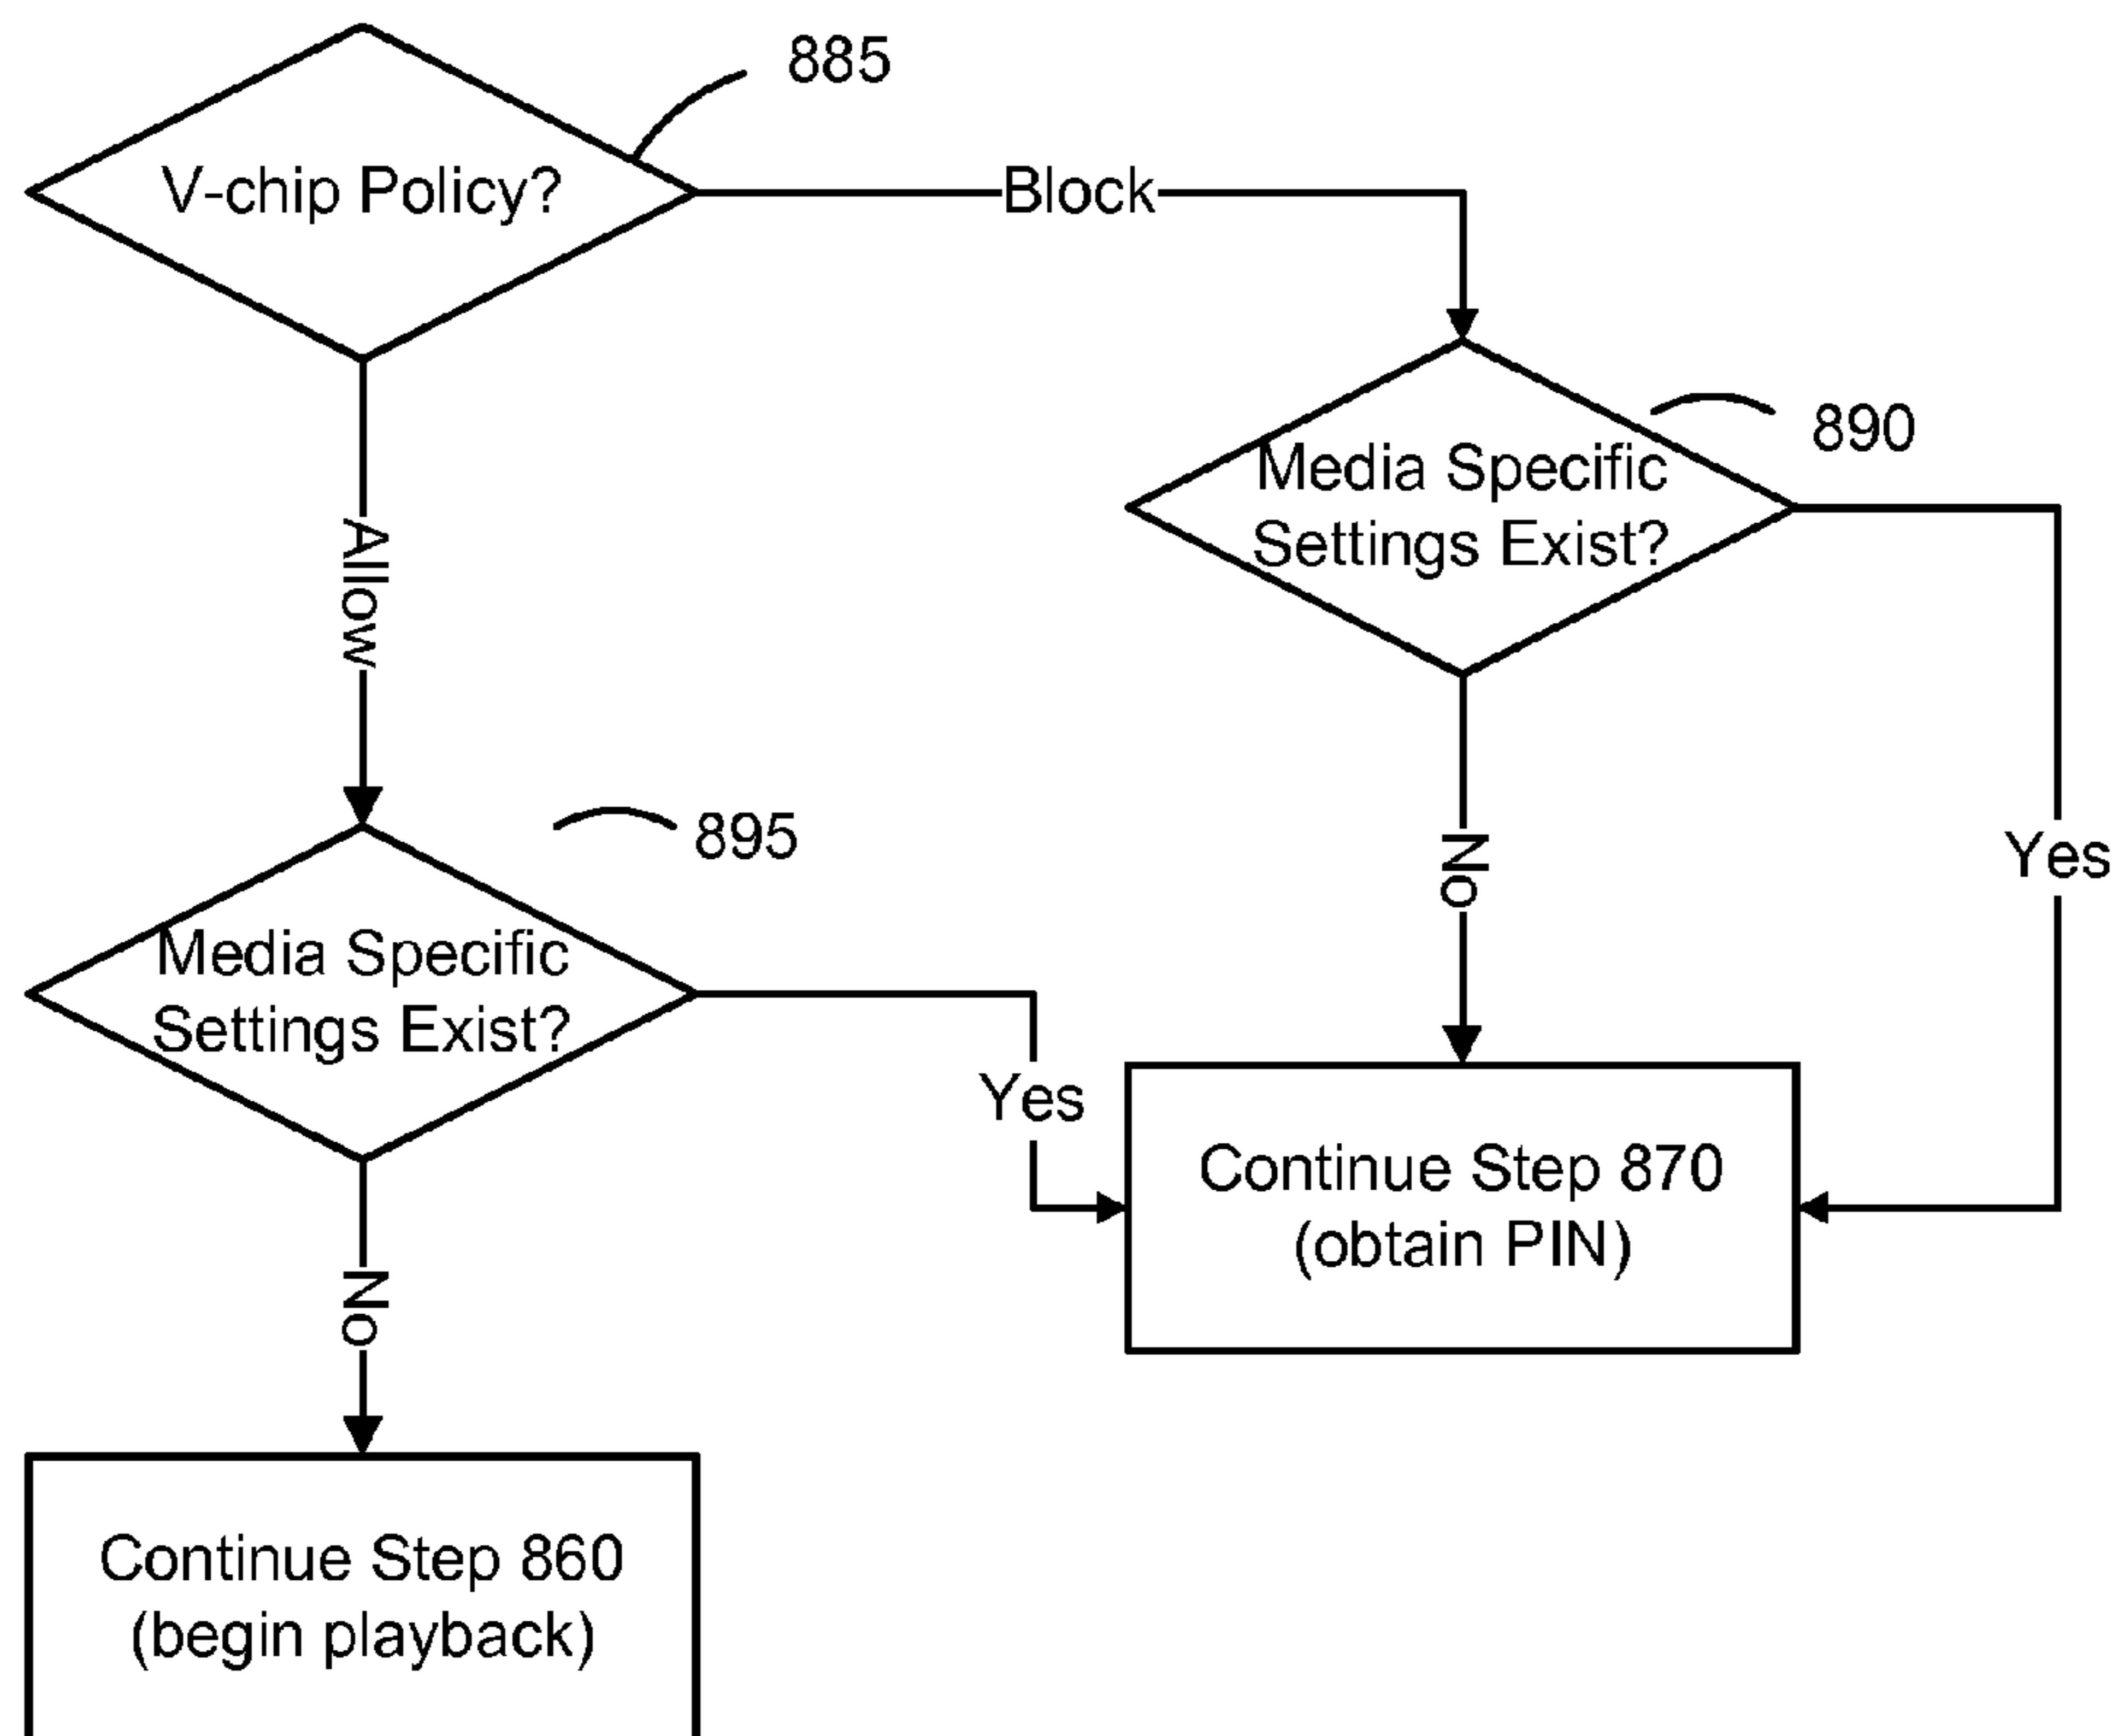 885
V-chip Policy?
Block
Allow
890
Media Specific
Settings Exist?
No
Yes
895
Media Specific
Settings Exist?
Yes
No
Continue Step 870
(obtain PIN)
Continue Step 860
(begin playback)